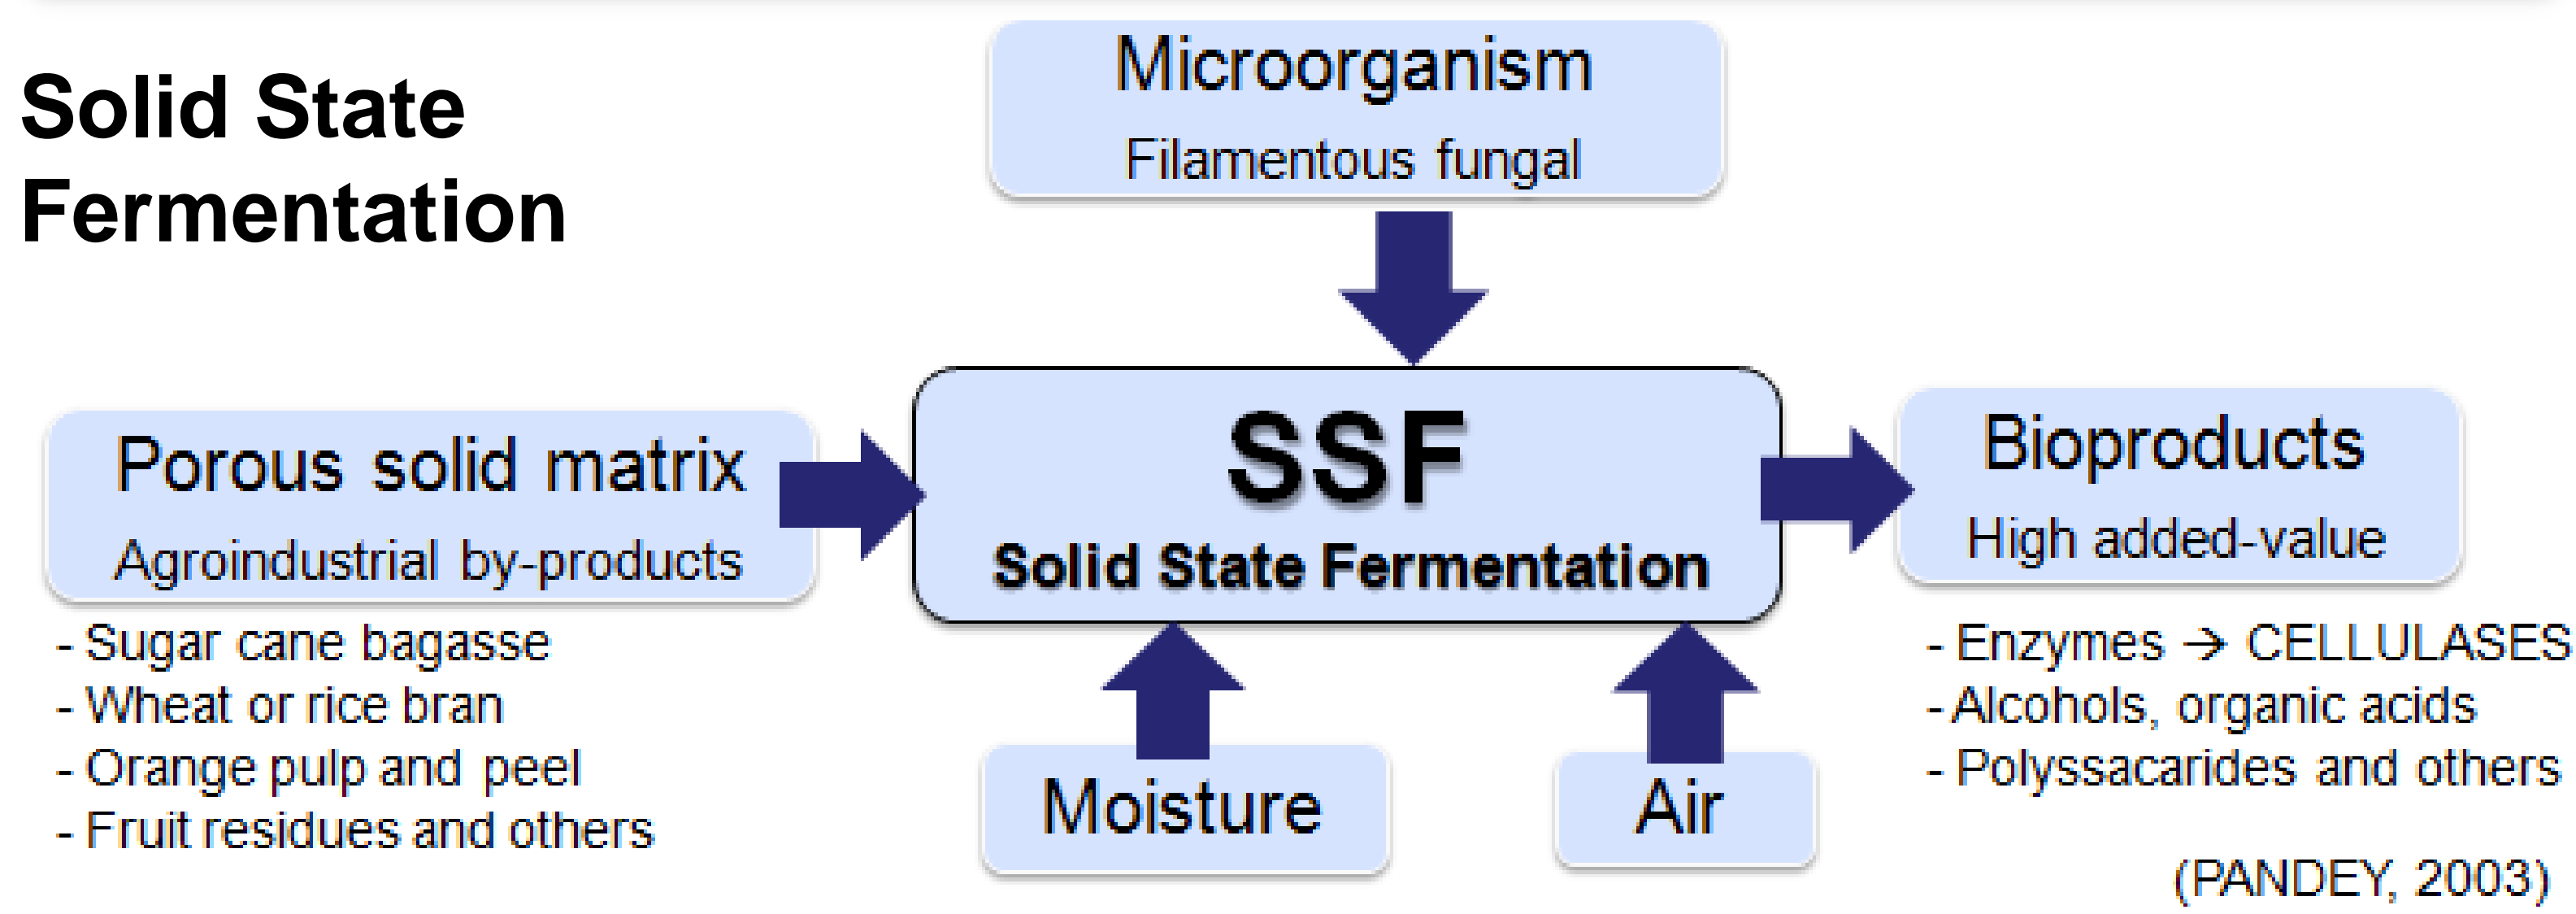 Solid State
Fermentation
Microorganism
Filamentous fungal
Porous solid matrix
Agroindustrial by-products
- Sugar cane bagasse
- Wheat or rice bran
- Orange pulp and peel
- Fruit residues and others
SSF
Solid State Fermentation
Moisture
Air
Bioproducts
High added-value
- Enzymes → CELLULASES
- Alcohols, organic acids
- Polyssacarides and others
(PANDEY, 2003)